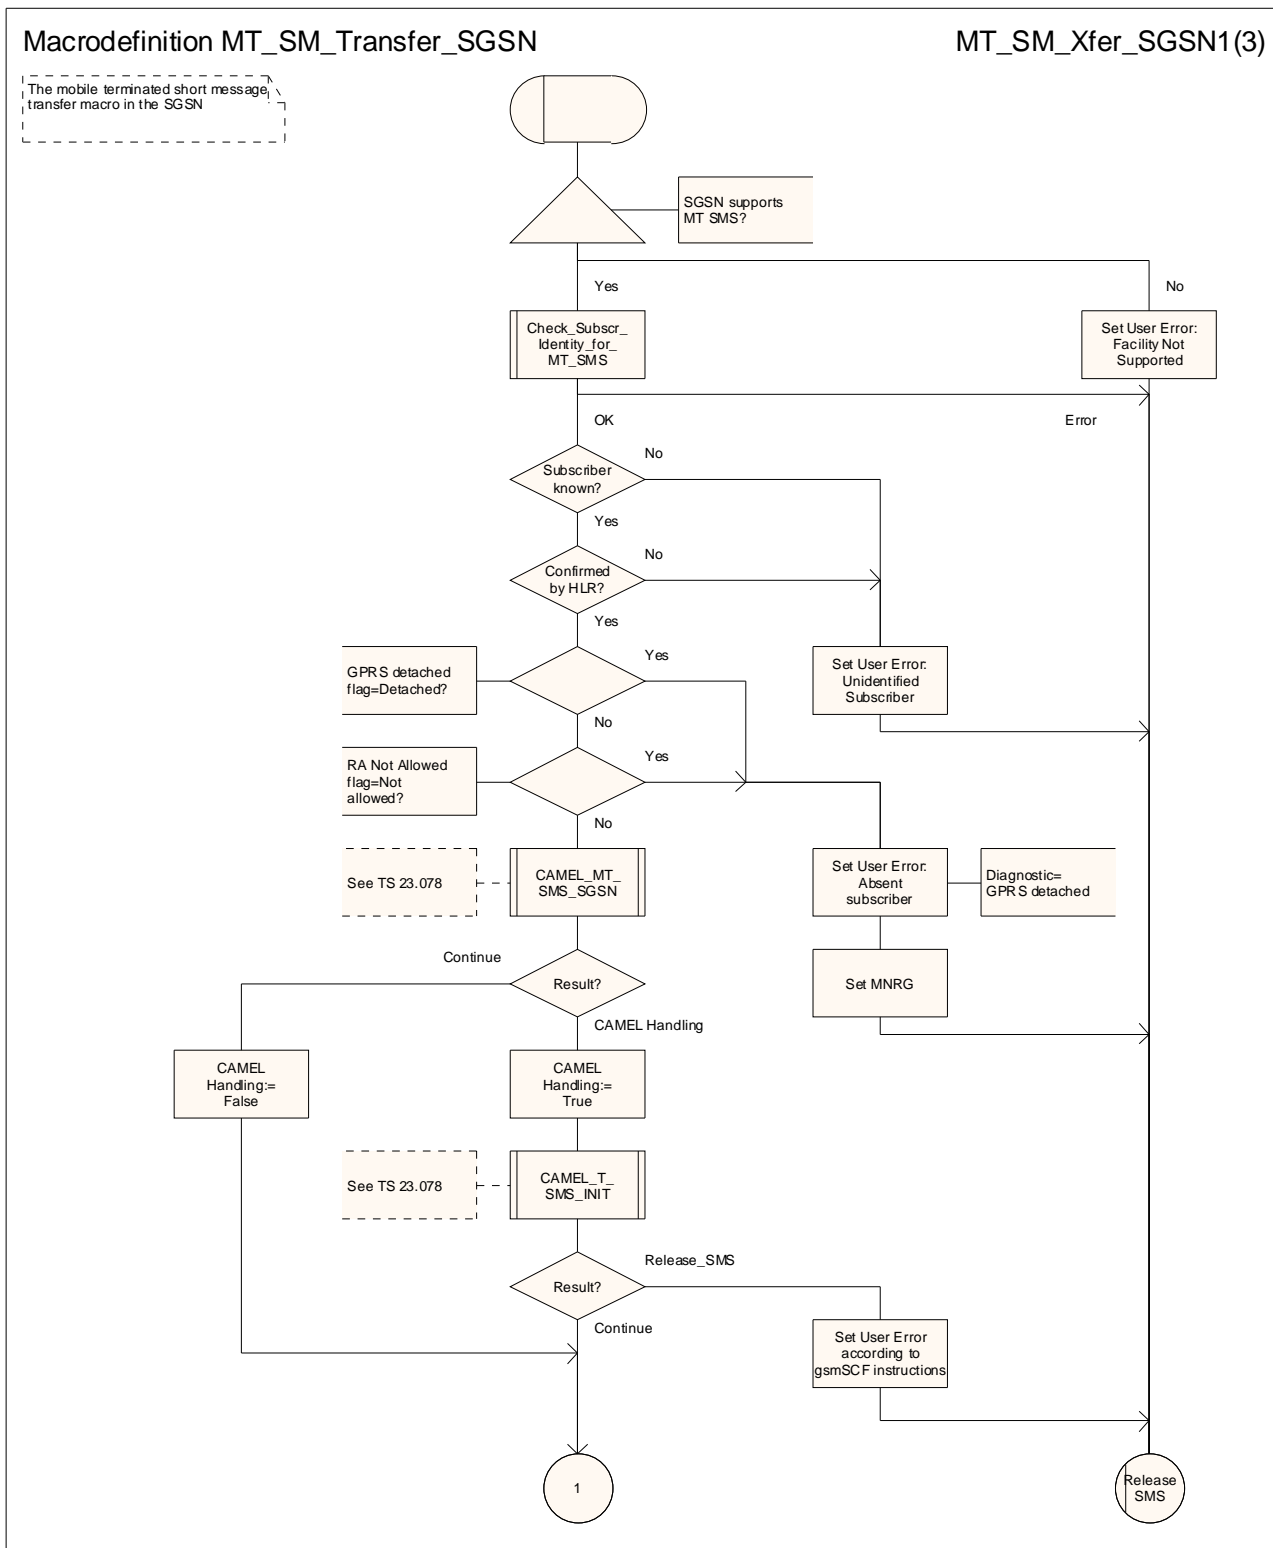 Macrodefinition MT_SM_Transfer_SGSN
MT_SM_Xfer_SGSN1(3)
The mobile terminated short message
transfer macro in the SGSN
SGSN supports
MT SMS?
Yes
No
Check_Subscr_
Identity_for_
MT_SMS
Set User Error:
Facility Not
Supported
OK
Error
Subscriber
known?
No
Yes
Confirmed
by HLR?
No
Yes
GPRS detached
flag=Detached?
Yes
Set User Error:
Unidentified
Subscriber
No
RA Not Allowed
flag=Not
allowed?
Yes
No
See TS 23.078
CAMEL_MT_
SMS_SGSN
Set User Error:
Absent
subscriber
Diagnostic=
GPRS detached
Continue
Result?
Set MNRG
CAMEL Handling
CAMEL
Handling:=
False
CAMEL
Handling:=
True
See TS 23.078
CAMEL_T_
SMS_INIT
Result?
Release_SMS
Continue
Set User Error
according to
gsmSCF instructions
1
Release
SMS